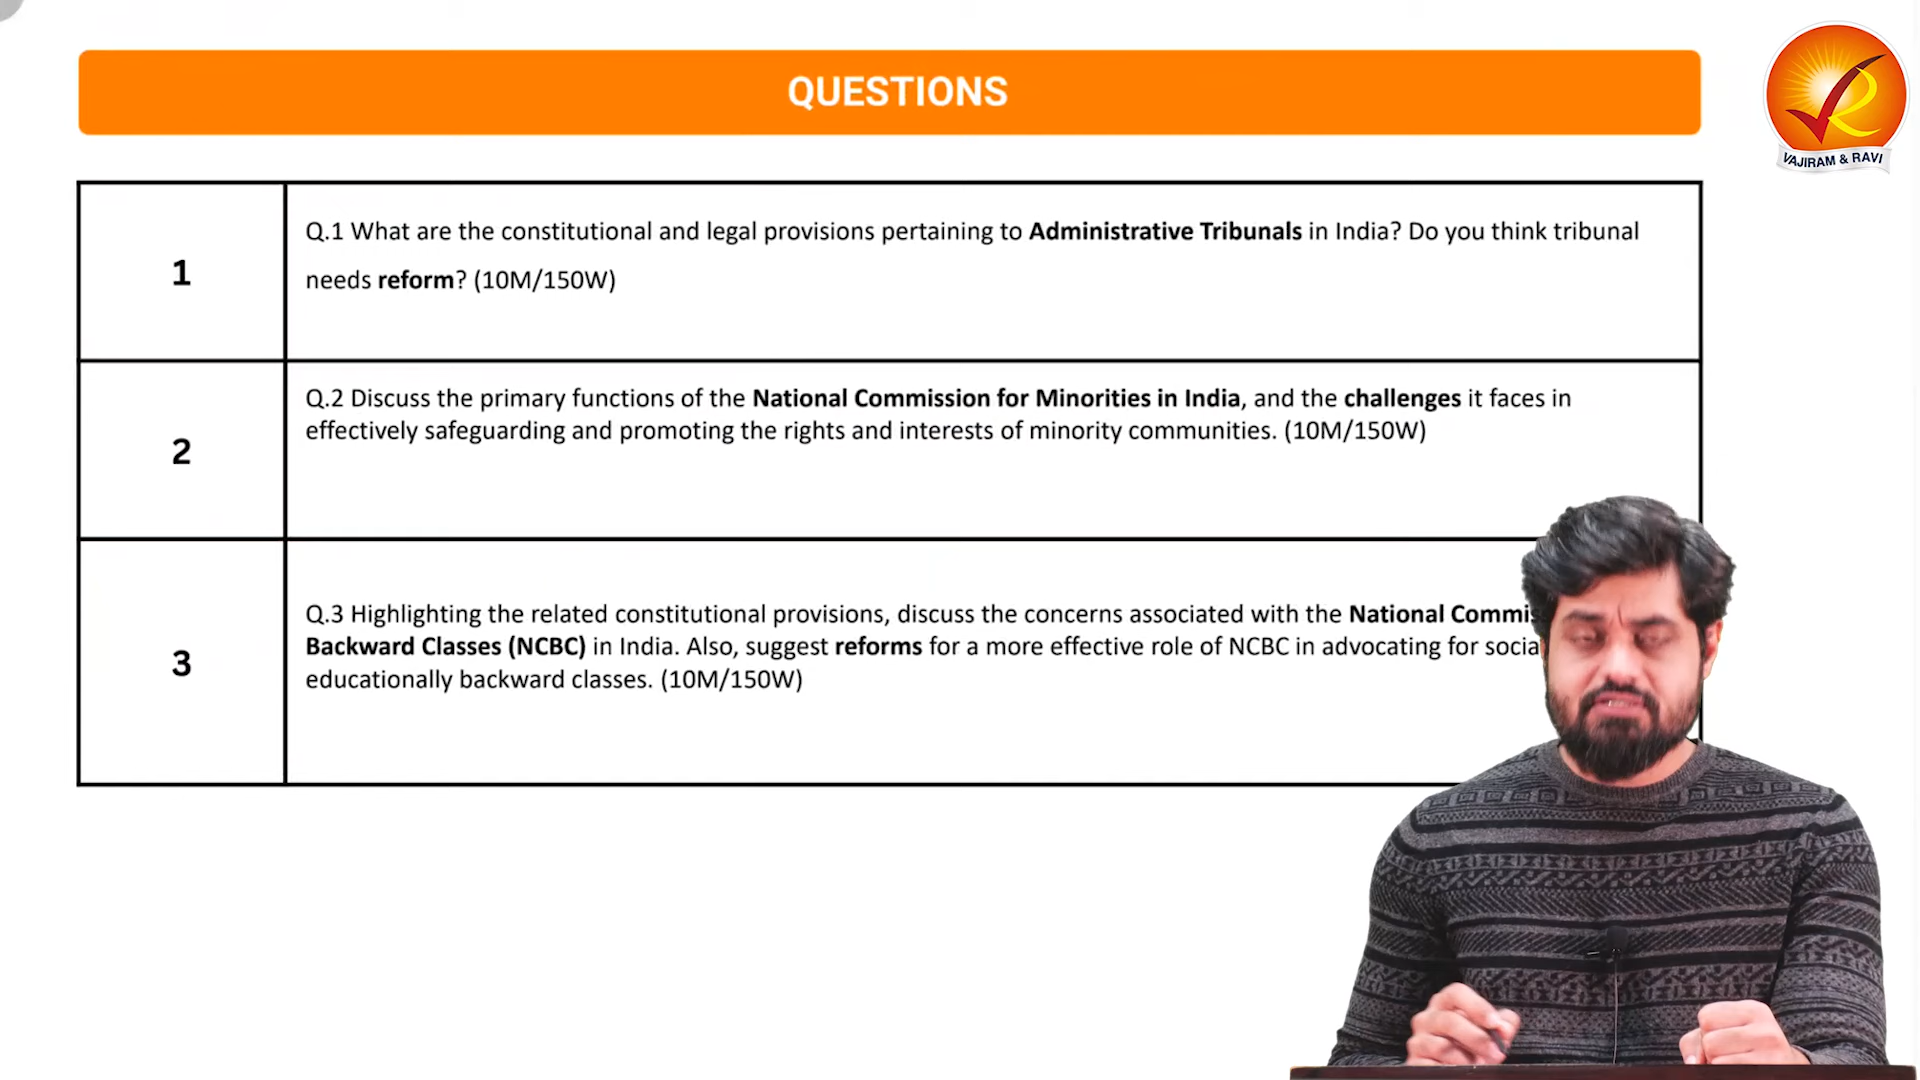 QUESTIONS
VAJIRAM & RAVI
1
Q.1 What are the constitutional and legal provisions pertaining to Administrative Tribunals in India? Do you think tribunal
needs reform? (10M/150W)
2
Q.2 Discuss the primary functions of the National Commission for Minorities in India, and the challenges it faces in
effectively safeguarding and promoting the rights and interests of minority communities. (10M/150W)
3
Q.3 Highlighting the related constitutional provisions, discuss the concerns associated with the National
Backward Classes (NCBC) in India. Also, suggest reforms for a more effective role of NCBC in advocating for
educationally backward classes. (10M/150W)